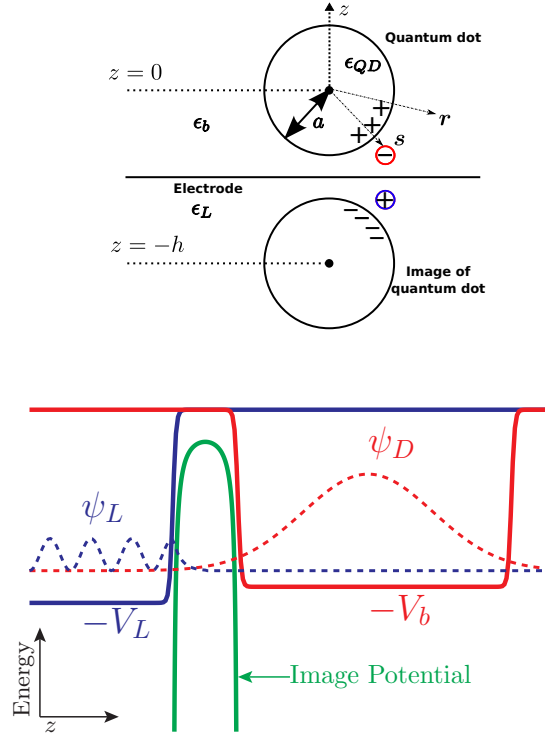 z
Quantum dot
ϵ_QD
z = 0
a
r
ϵ_b
s
+ + +
−
Electrode
ϵ_L
+
− − − −
z = −h
Image of
quantum dot
ψ_D
ψ_L
−V_L
−V_b
Energy
Image Potential
z